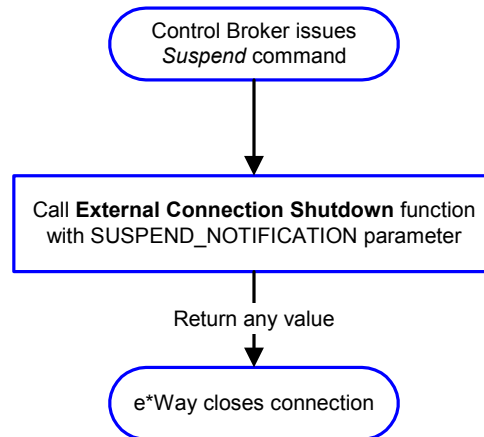 Control Broker issues
Suspend command
Call External Connection Shutdown function
with SUSPEND_NOTIFICATION parameter
Return any value
e*Way closes connection